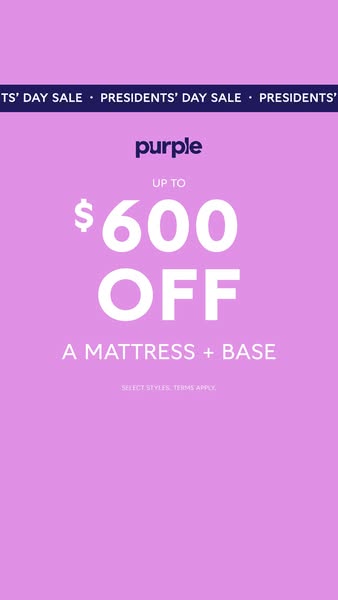 TS' DAY SALE • PRESIDENTS' DAY SALE • PRESIDENTS'
purple
UP TO
$600
OFF
A MATTRESS + BASE
SELECT STYLES. TERMS APPLY.